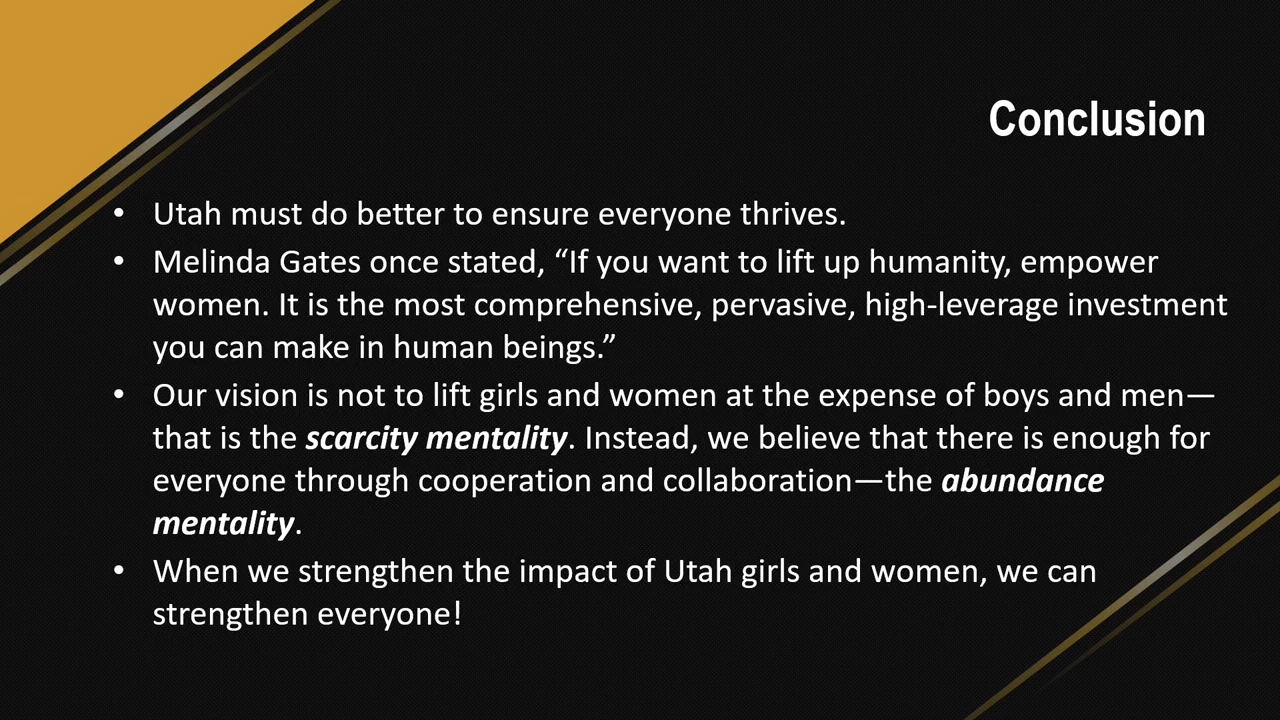 Conclusion
• Utah must do better to ensure everyone thrives.
• Melinda Gates once stated, “If you want to lift up humanity, empower
women. It is the most comprehensive, pervasive, high-leverage investment
you can make in human beings.”
• Our vision is not to lift girls and women at the expense of boys and men—
that is the scarcity mentality. Instead, we believe that there is enough for
everyone through cooperation and collaboration—the abundance
mentality.
• When we strengthen the impact of Utah girls and women, we can
strengthen everyone!